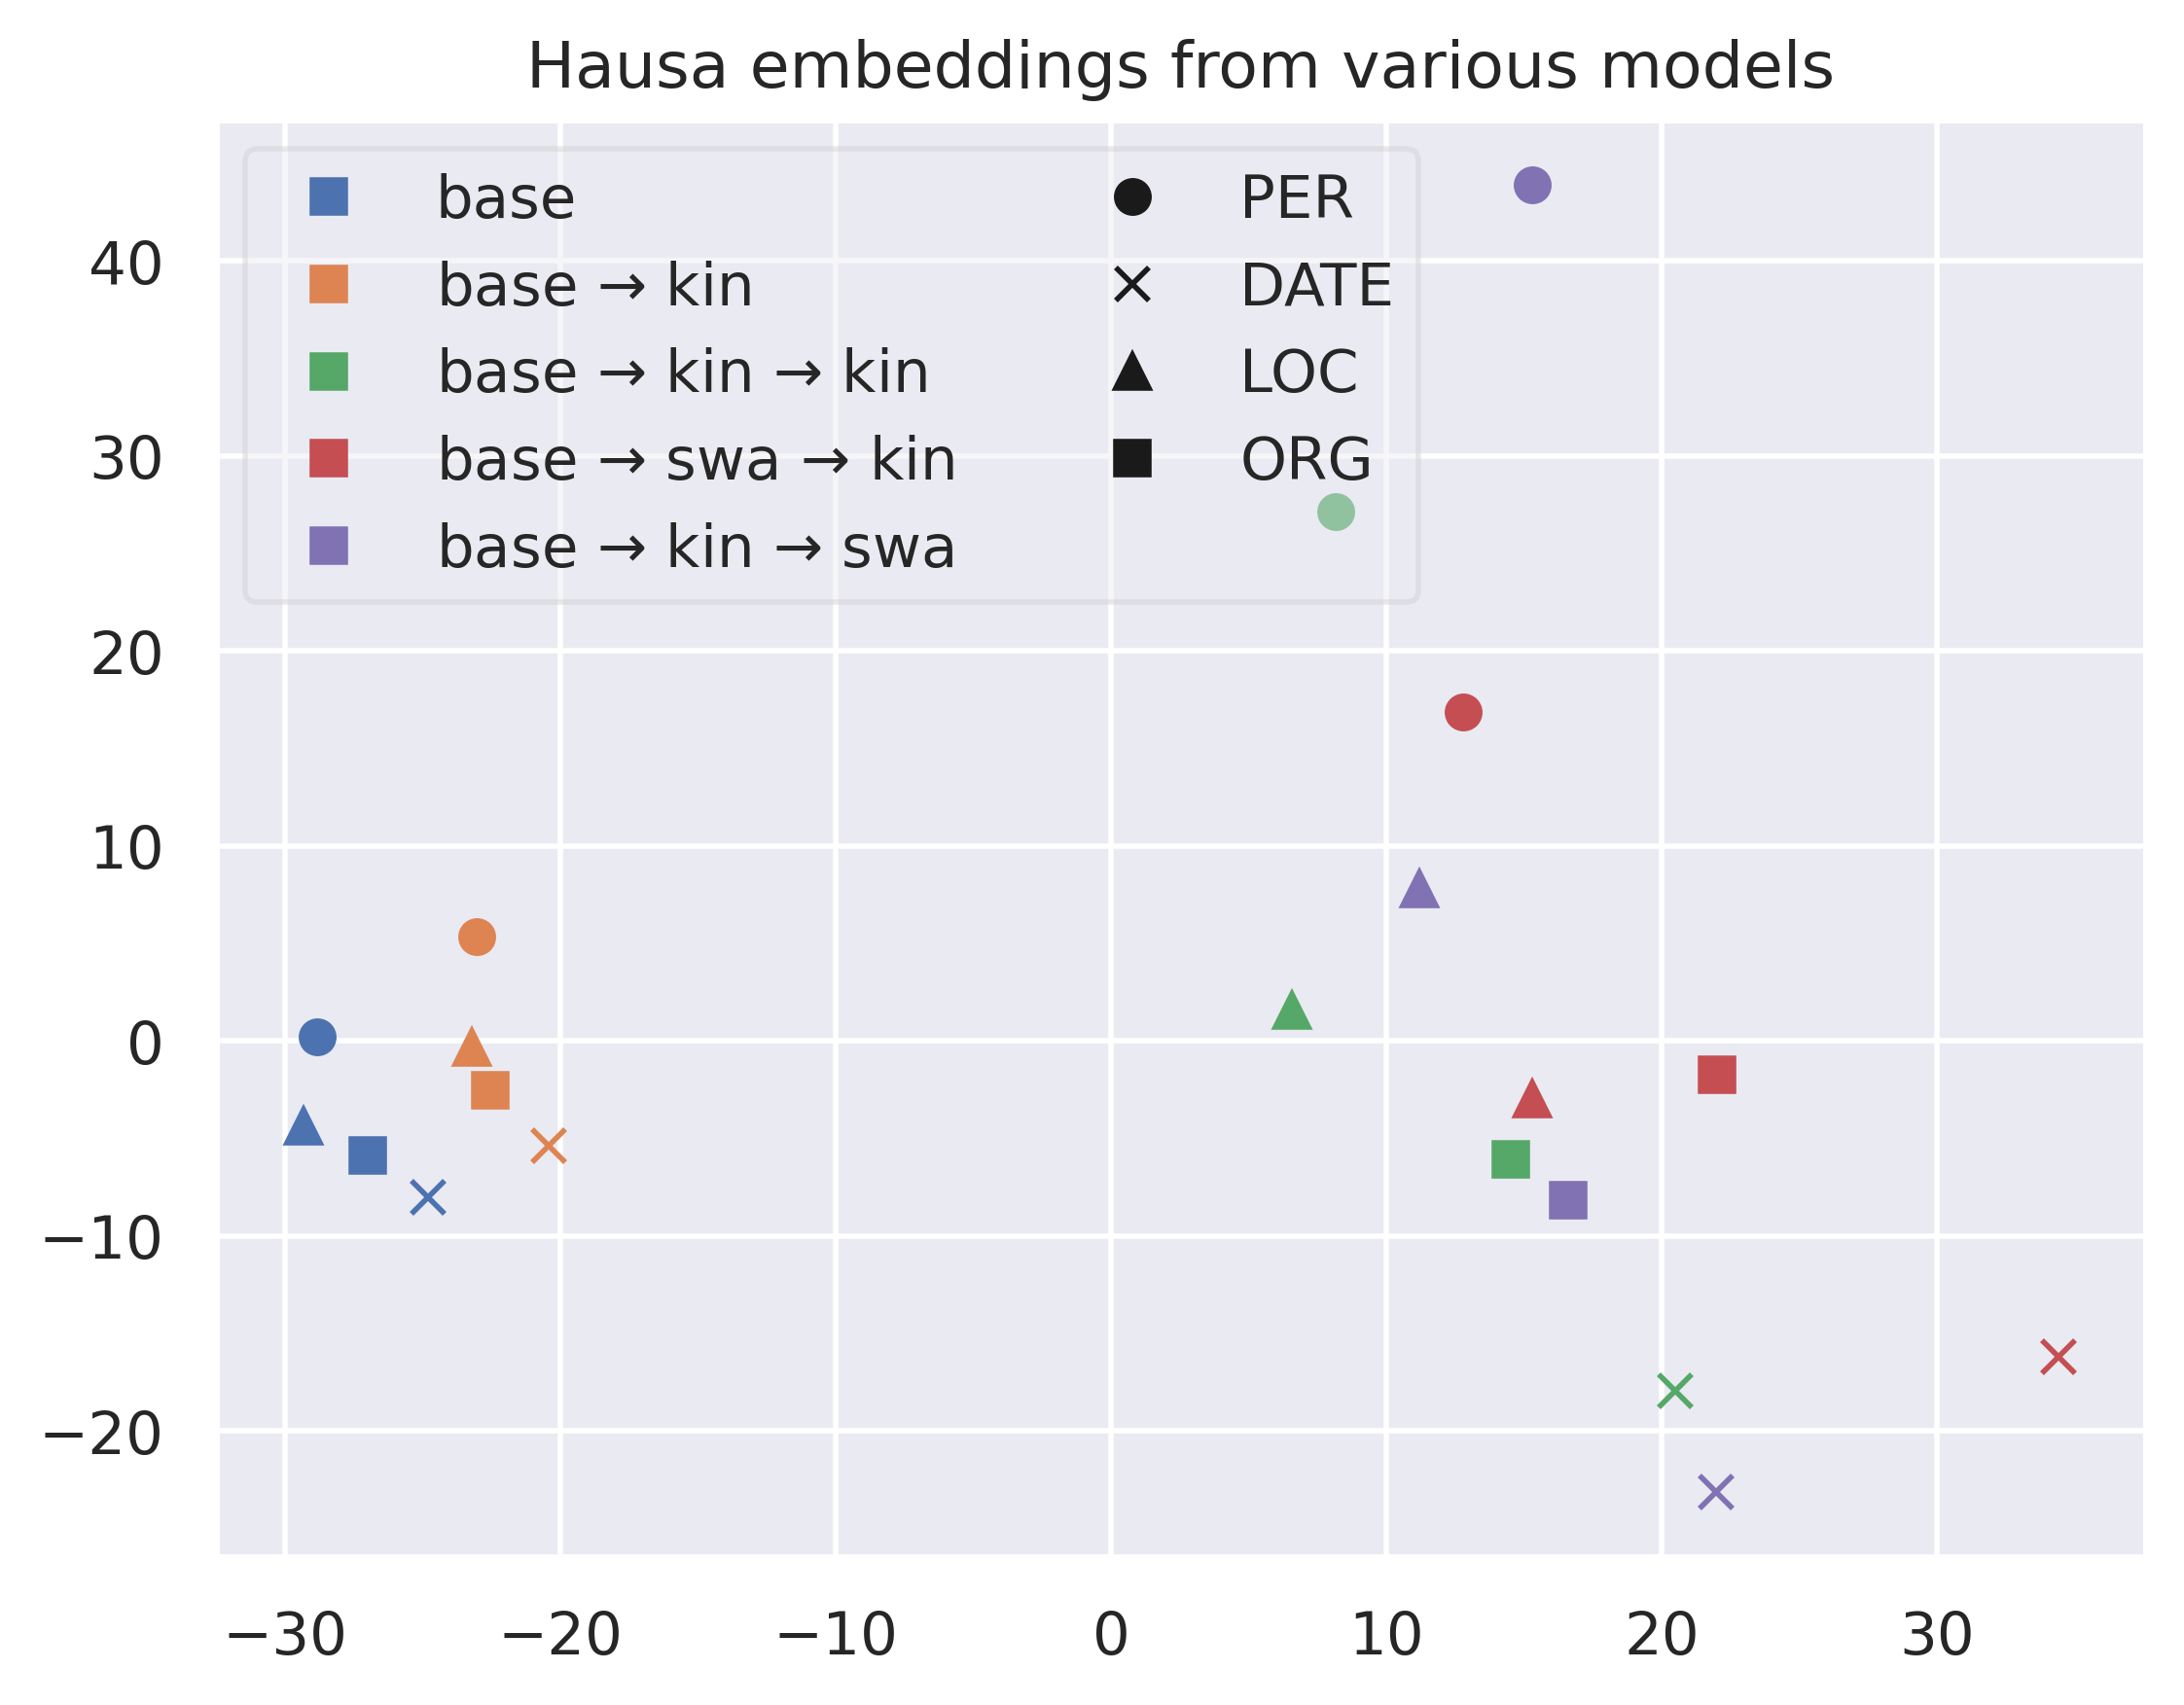 Hausa embeddings from various models
base
base → kin
base → kin → kin
base → swa → kin
base → kin → swa
PER
DATE
LOC
ORG
40
30
20
10
0
−10
−20
−30 −20 −10 0 10 20 30